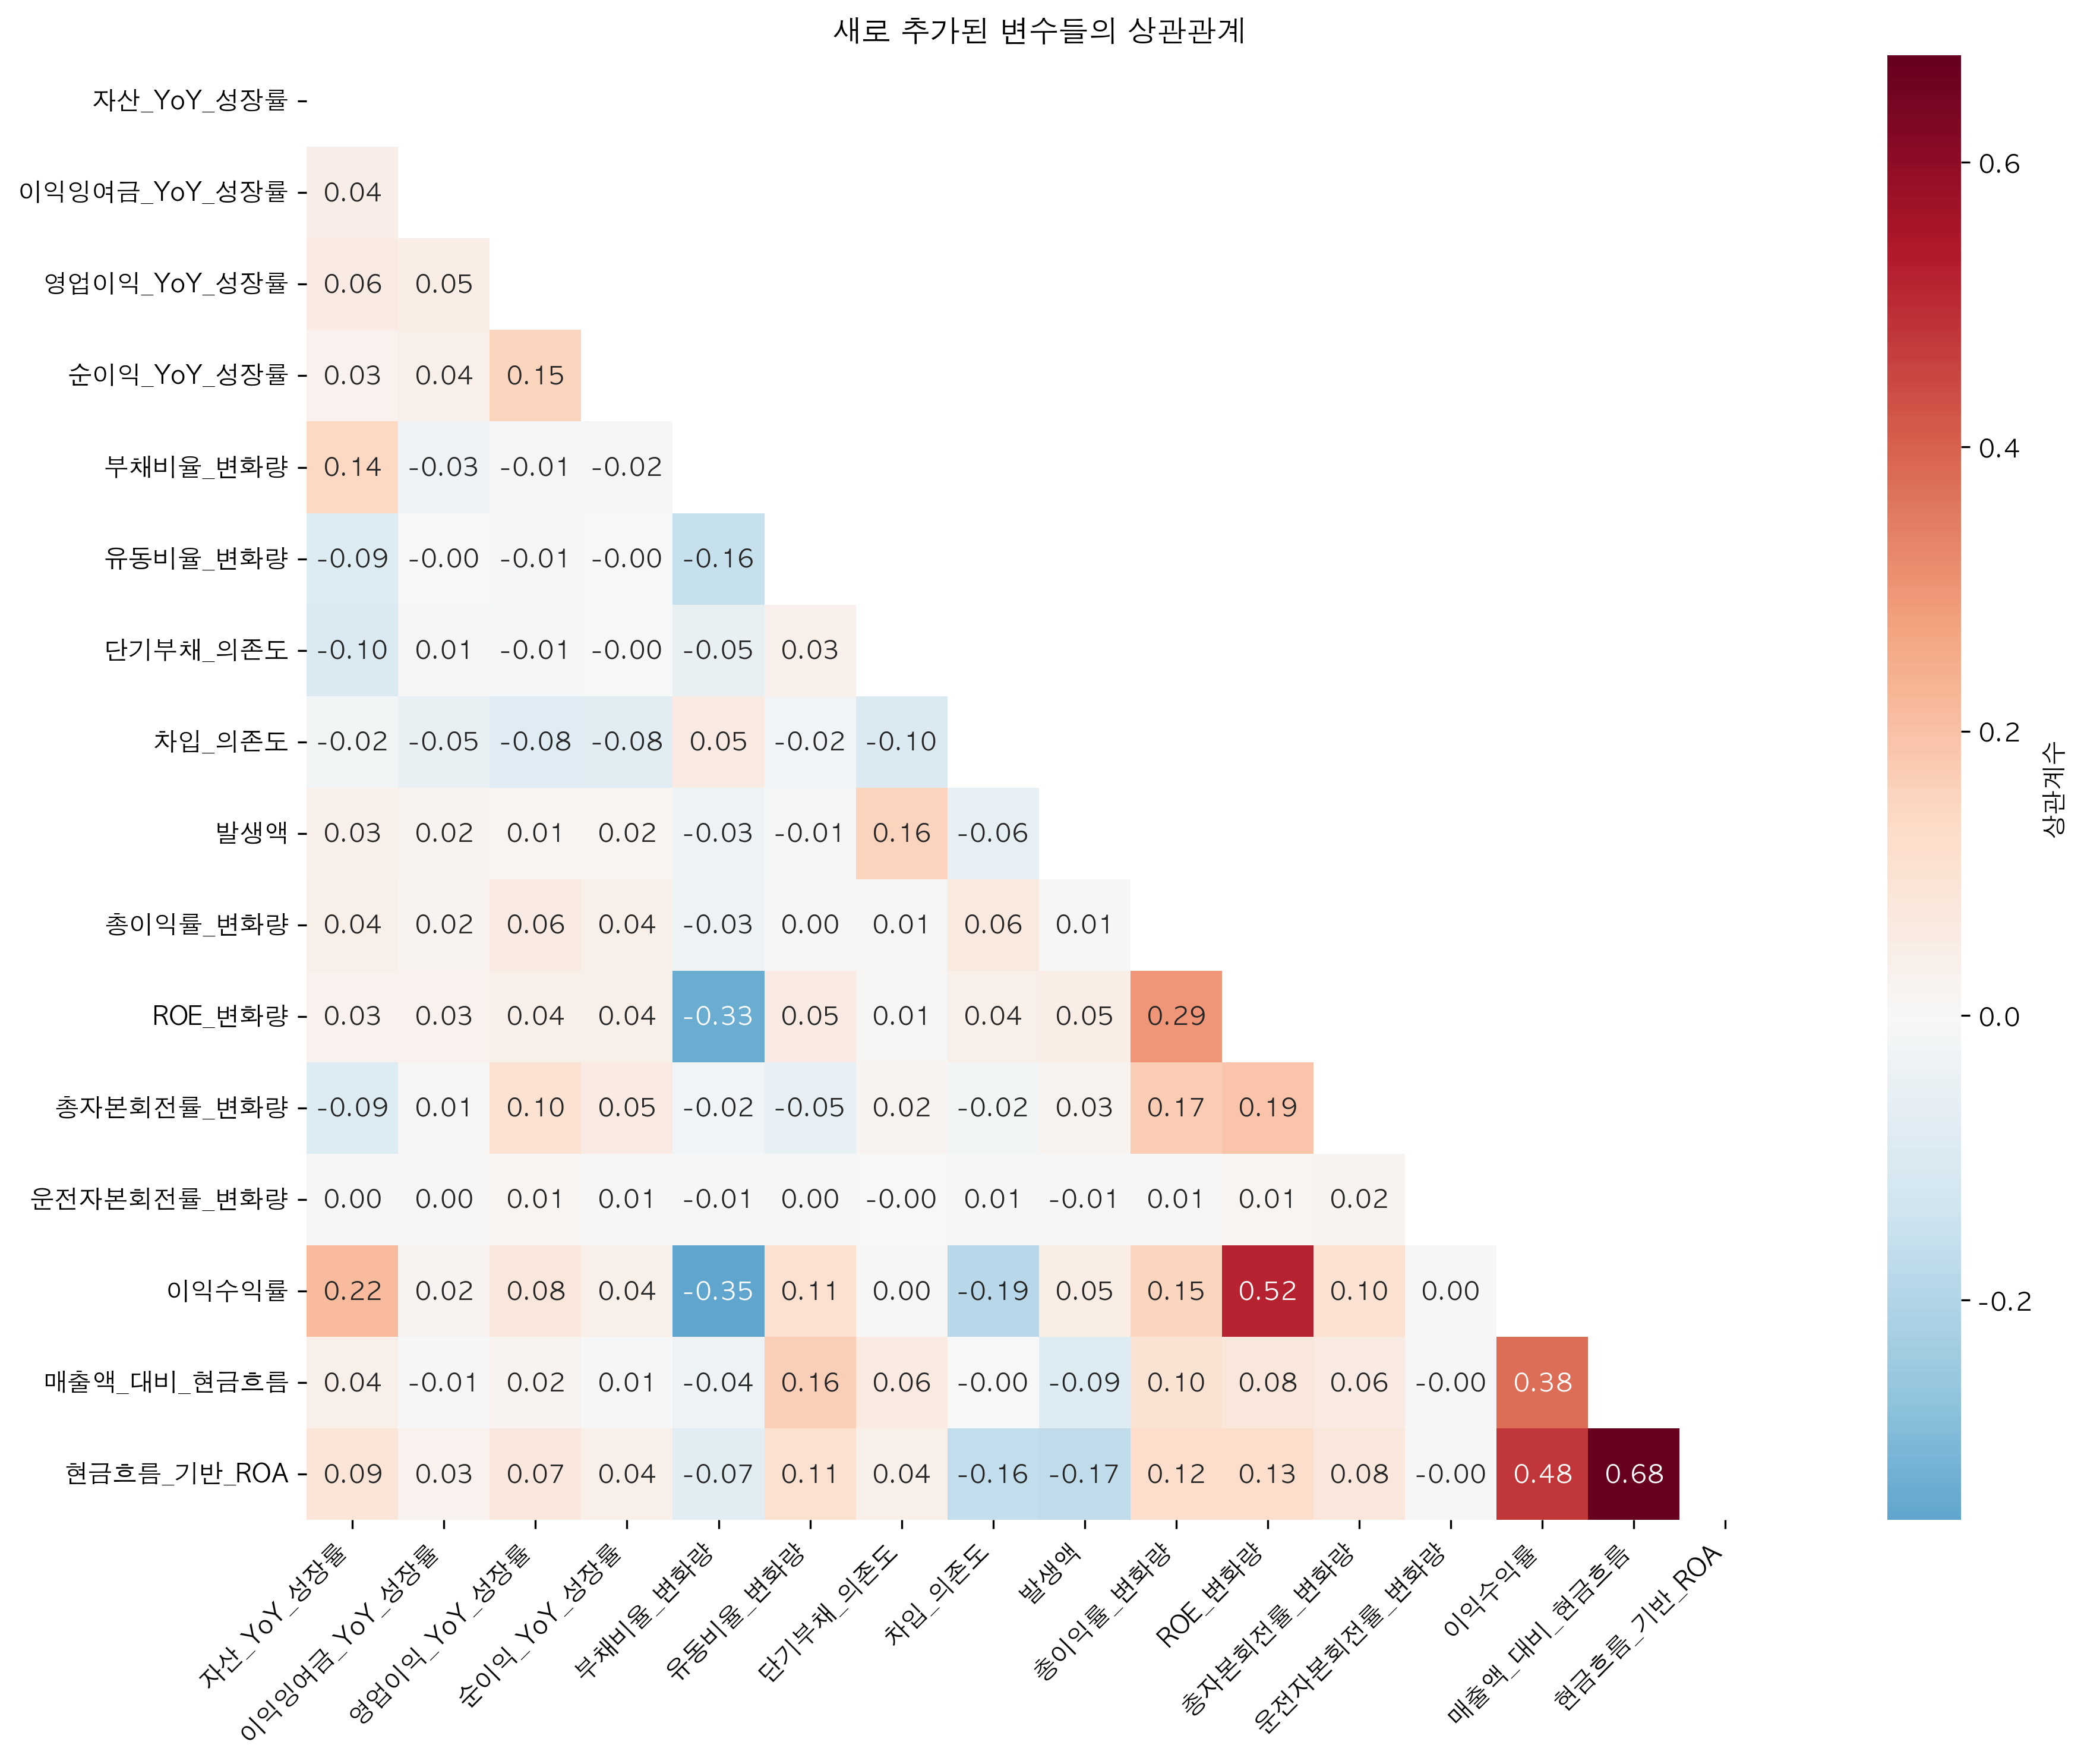 새로 추가된 변수들의 상관관계
자산_YoY_성장률
이익잉여금_YoY_성장률 0.04
영업이익_YoY_성장률 0.06 0.05
순이익_YoY_성장률 0.03 0.04 0.15
부채비율_변화량 0.14 -0.03 -0.01 -0.02
유동비율_변화량 -0.09 -0.00 -0.01 -0.00 -0.16
단기부채_의존도 -0.10 0.01 -0.01 -0.00 -0.05 0.03
차입_의존도 -0.02 -0.05 -0.08 -0.08 0.05 -0.02 -0.10
발생액 0.03 0.02 0.01 0.02 -0.03 -0.01 0.16 -0.06
총이익률_변화량 0.04 0.02 0.06 0.04 -0.03 0.00 0.01 0.06 0.01
ROE_변화량 0.03 0.03 0.04 0.04 -0.33 0.05 0.01 0.04 0.05 0.29
총자본회전률_변화량 -0.09 0.01 0.10 0.05 -0.02 -0.05 0.02 -0.02 0.03 0.17 0.19
운전자본회전률_변화량 0.00 0.00 0.01 0.01 -0.01 0.00 -0.00 0.01 -0.01 0.01 0.01 0.02
이익수익률 0.22 0.02 0.08 0.04 -0.35 0.11 0.00 -0.19 0.05 0.15 0.52 0.10 0.00
매출액_대비_현금흐름 0.04 -0.01 0.02 0.01 -0.04 0.16 0.06 -0.00 -0.09 0.10 0.08 0.06 -0.00 0.38
현금흐름_기반_ROA 0.09 0.03 0.07 0.04 -0.07 0.11 0.04 -0.16 -0.17 0.12 0.13 0.08 -0.00 0.48 0.68
자산_YoY_성장률
이익잉여금_YoY_성장률
영업이익_YoY_성장률
순이익_YoY_성장률
부채비율_변화량
유동비율_변화량
단기부채_의존도
차입_의존도
발생액
총이익률_변화량
ROE_변화량
총자본회전률_변화량
운전자본회전률_변화량
이익수익률
매출액_대비_현금흐름
현금흐름_기반_ROA
0.6
0.4
0.2
0.0
-0.2
상관계수